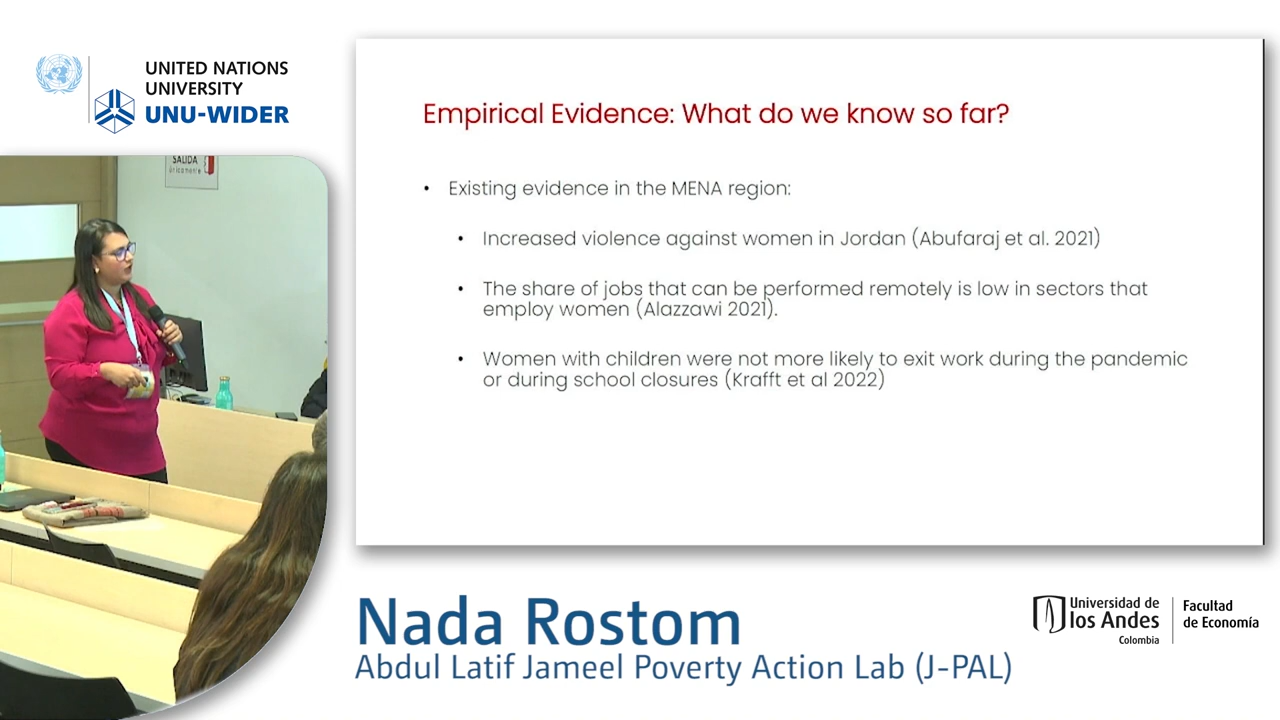 UNITED NATIONS
UNIVERSITY
UNU-WIDER
SALIDA
únicamente
Empirical Evidence: What do we know so far?
• Existing evidence in the MENA region:
• Increased violence against women in Jordan (Abufaraj et al. 2021)
• The share of jobs that can be performed remotely is low in sectors that
employ women (Alazzawi 2021).
• Women with children were not more likely to exit work during the pandemic
or during school closures (Krafft et al 2022)
Nada Rostom
Abdul Latif Jameel Poverty Action Lab (J-PAL)
Universidad de
los Andes
Colombia
Facultad
de Economía